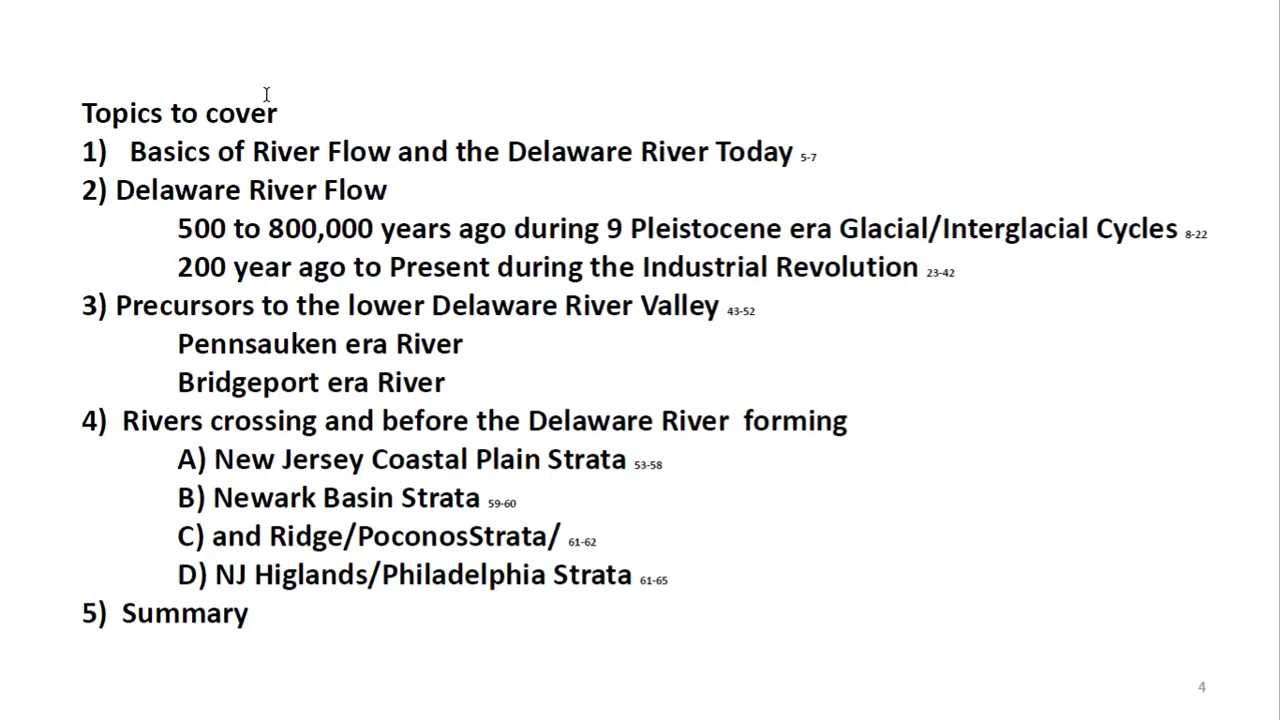 Topics to cover
1) Basics of River Flow and the Delaware River Today 5-7
2) Delaware River Flow
500 to 800,000 years ago during 9 Pleistocene era Glacial/Interglacial Cycles 8-22
200 year ago to Present during the Industrial Revolution 23-42
3) Precursors to the lower Delaware River Valley 43-52
Pennsauken era River
Bridgeport era River
4) Rivers crossing and before the Delaware River forming
A) New Jersey Coastal Plain Strata 53-58
B) Newark Basin Strata 59-60
C) and Ridge/PoconosStrata/ 61-62
D) NJ Higlands/Philadelphia Strata 61-65
5) Summary
4